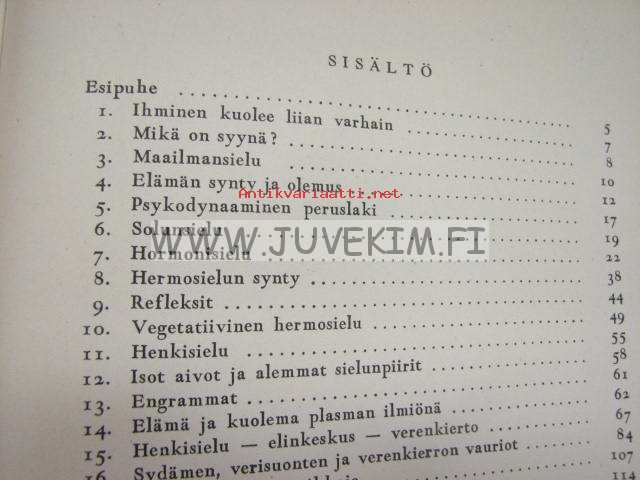 SISÄLTÖ
Esipuhe 5
1. Ihminen kuolee liian varhain 7
2. Mikä on syynä? 8
3. Maailmansielu 10
4. Elämän synty ja olemus 12
Antikvariaatti.net
5. Psykodynaaminen peruslaki 17
6. Solunsielu 19
WWW.JUVEKIM.FI
7. Hormonisielu 22
8. Hermosielun synty 38
9. Refleksit 44
10. Vegetatiivinen hermosielu 49
11. Henkisielu 55
12. Isot aivot ja alemmat sielunpiirit 58
13. Engrammat 61
14. Elämä ja kuolema plasman ilmiönä 62
15. Henkisielu — elinkeskus — verenkierto 67
16. Sydämen, verisuonten ja verenkierron vauriot 84
107
114